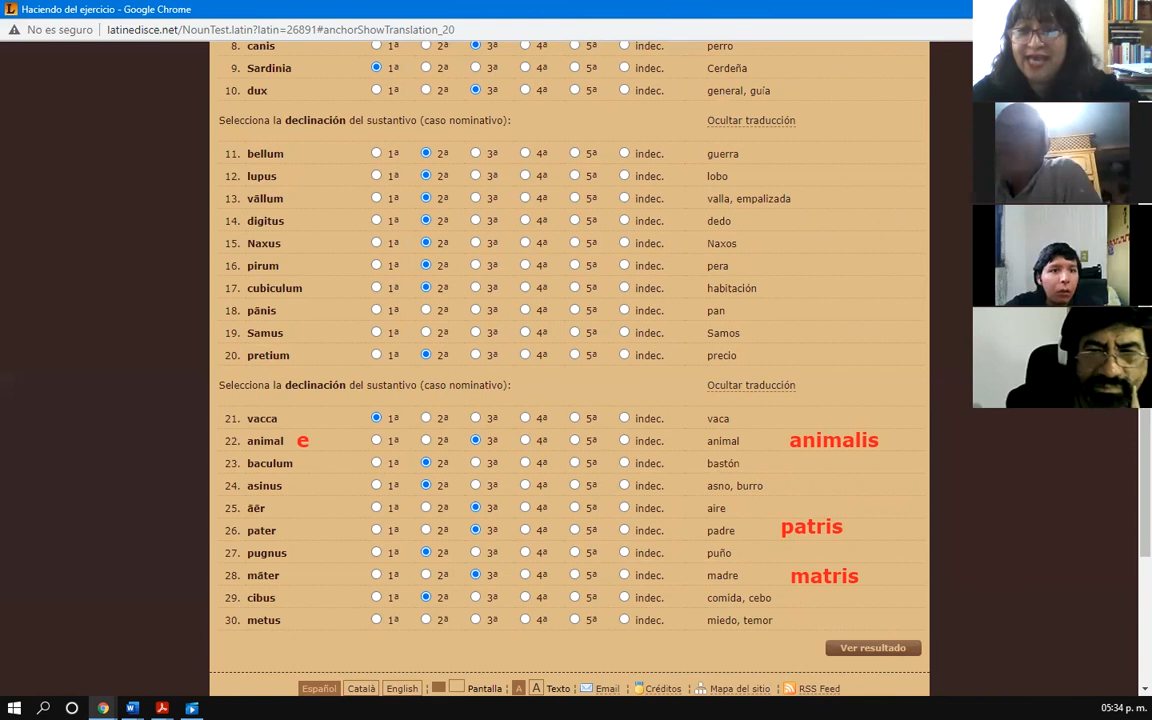 Haciendo del ejercicio - Google Chrome
No es seguro latinedisce.net/NounTest.latin?latin=26891#anchorShowTranslation_20
8. canis 1ª 2ª 3ª 4ª 5ª indec. perro
9. Sardinia 1ª 2ª 3ª 4ª 5ª indec. Cerdeña
10. dux 1ª 2ª 3ª 4ª 5ª indec. general, guía
Selecciona la declinación del sustantivo (caso nominativo): Ocultar traducción
11. bellum 1ª 2ª 3ª 4ª 5ª indec. guerra
12. lupus 1ª 2ª 3ª 4ª 5ª indec. lobo
13. vāllum 1ª 2ª 3ª 4ª 5ª indec. valla, empalizada
14. digitus 1ª 2ª 3ª 4ª 5ª indec. dedo
15. Naxus 1ª 2ª 3ª 4ª 5ª indec. Naxos
16. pirum 1ª 2ª 3ª 4ª 5ª indec. pera
17. cubiculum 1ª 2ª 3ª 4ª 5ª indec. habitación
18. pānis 1ª 2ª 3ª 4ª 5ª indec. pan
19. Samus 1ª 2ª 3ª 4ª 5ª indec. Samos
20. pretium 1ª 2ª 3ª 4ª 5ª indec. precio
Selecciona la declinación del sustantivo (caso nominativo): Ocultar traducción
21. vacca 1ª 2ª 3ª 4ª 5ª indec. vaca
22. animal e 1ª 2ª 3ª 4ª 5ª indec. animal animalis
23. baculum 1ª 2ª 3ª 4ª 5ª indec. bastón
24. asinus 1ª 2ª 3ª 4ª 5ª indec. asno, burro
25. āēr 1ª 2ª 3ª 4ª 5ª indec. aire
26. pater 1ª 2ª 3ª 4ª 5ª indec. padre patris
27. pugnus 1ª 2ª 3ª 4ª 5ª indec. puño
28. māter 1ª 2ª 3ª 4ª 5ª indec. madre matris
29. cibus 1ª 2ª 3ª 4ª 5ª indec. comida, cebo
30. metus 1ª 2ª 3ª 4ª 5ª indec. miedo, temor
Ver resultado
Español Català English Pantalla A A Texto Email Créditos Mapa del sitio RSS Feed
05:34 p. m.